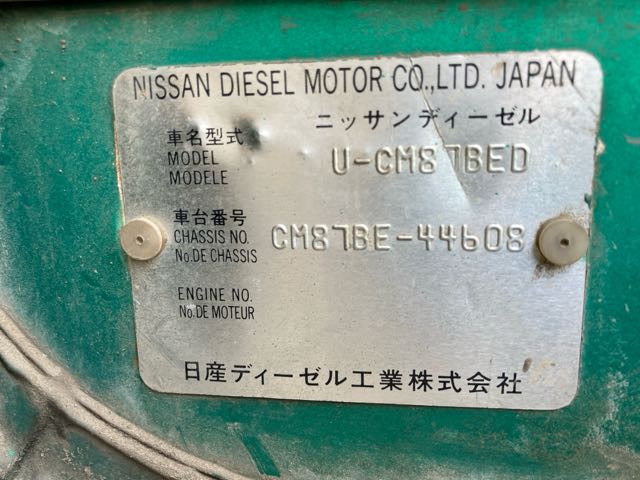 NISSAN DIESEL MOTOR CO.,LTD. JAPAN
ニッサンディーゼル
車名型式
MODEL
MODELE
U-CM87BED
車台番号
CHASSIS NO.
No.DE CHASSIS
CM87BE-44608
ENGINE NO.
No.DE MOTEUR
日産ディーゼル工業株式会社